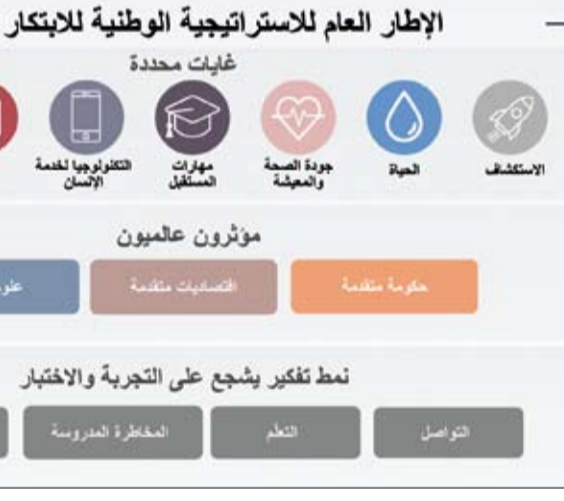 الإطار العام للاستراتيجية الوطنية للابتكار
غايات محددة
الاستكشاف
الحياة
جودة الصحة
والمعيشة
مهارات
المستقبل
التكنولوجيا لخدمة
الإنسان
مؤثرون عالميون
حكومة متقدمة
اقتصاديات متقدمة
نمط تفكير يشجع على التجربة والاختبار
التواصل
التعلم
المخاطرة المدروسة